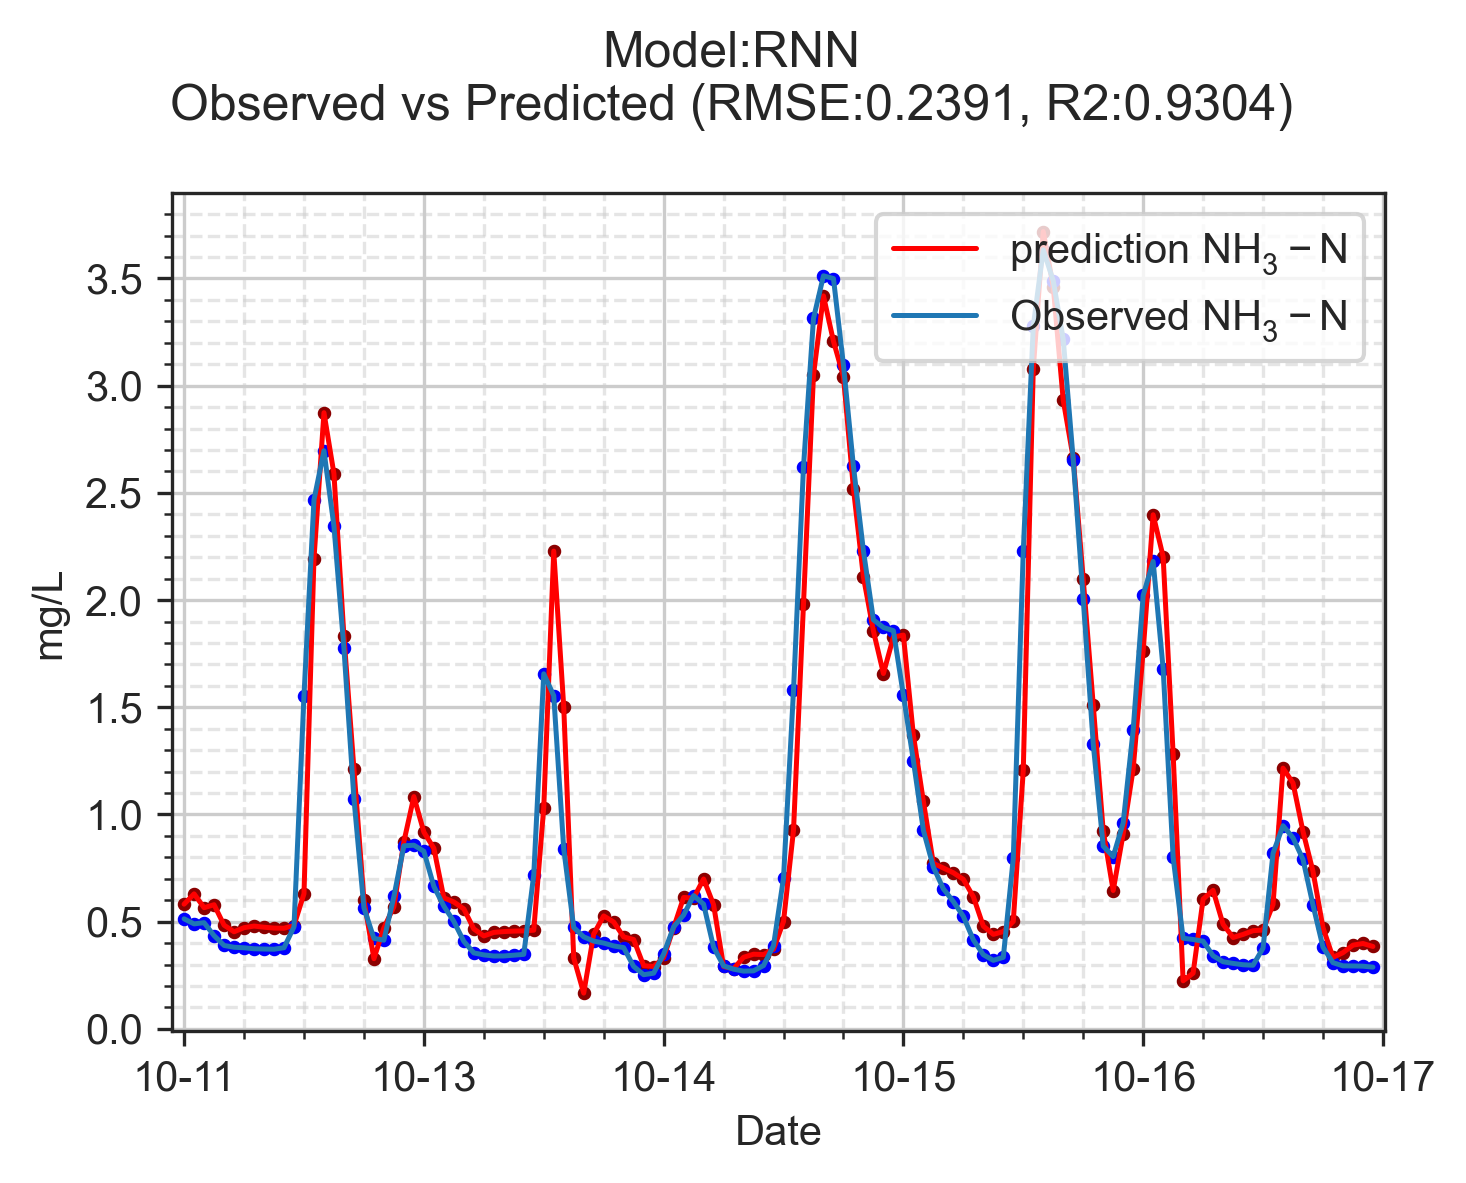 Model:RNN
Observed vs Predicted (RMSE:0.2391, R2:0.9304)
prediction NH₃ − N
Observed NH₃ − N
3.5
3.0
2.5
2.0
1.5
1.0
0.5
0.0
mg/L
10-11 10-13 10-14 10-15 10-16 10-17
Date